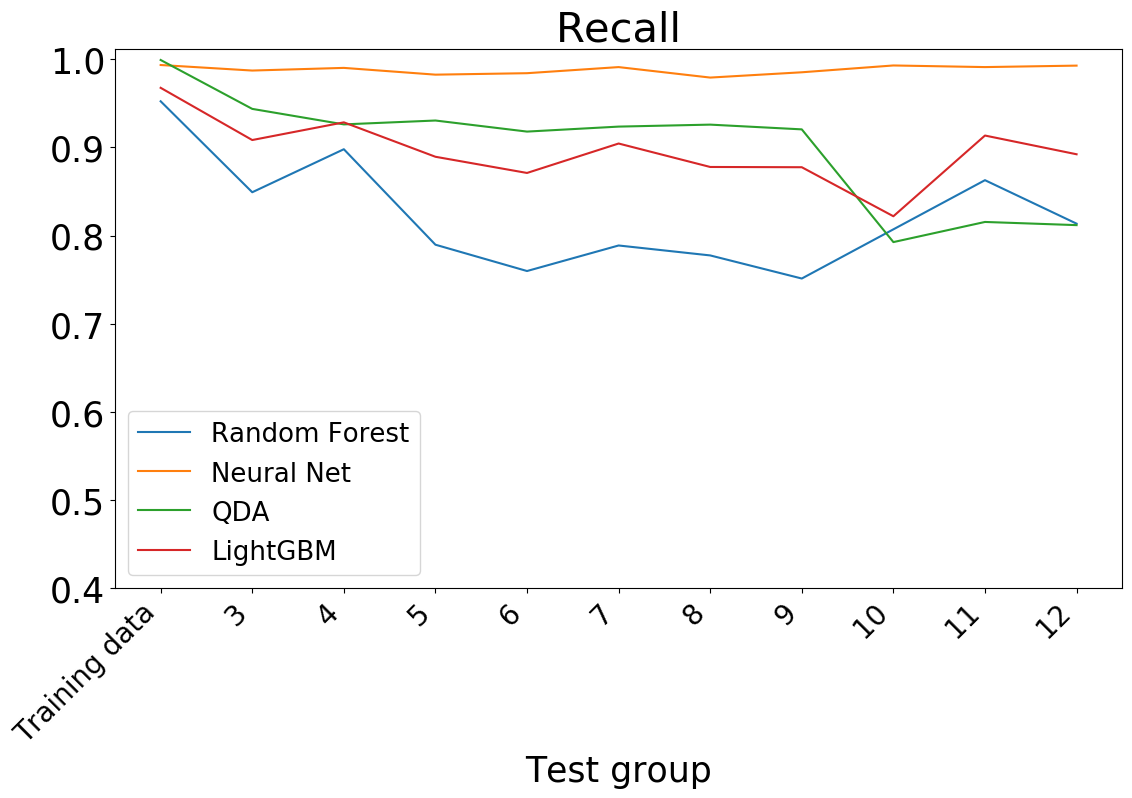 Recall
1.0
0.9
0.8
0.7
0.6
0.5
0.4
Random Forest
Neural Net
QDA
LightGBM
Training data
3
4
5
6
7
8
9
10
11
12
Test group